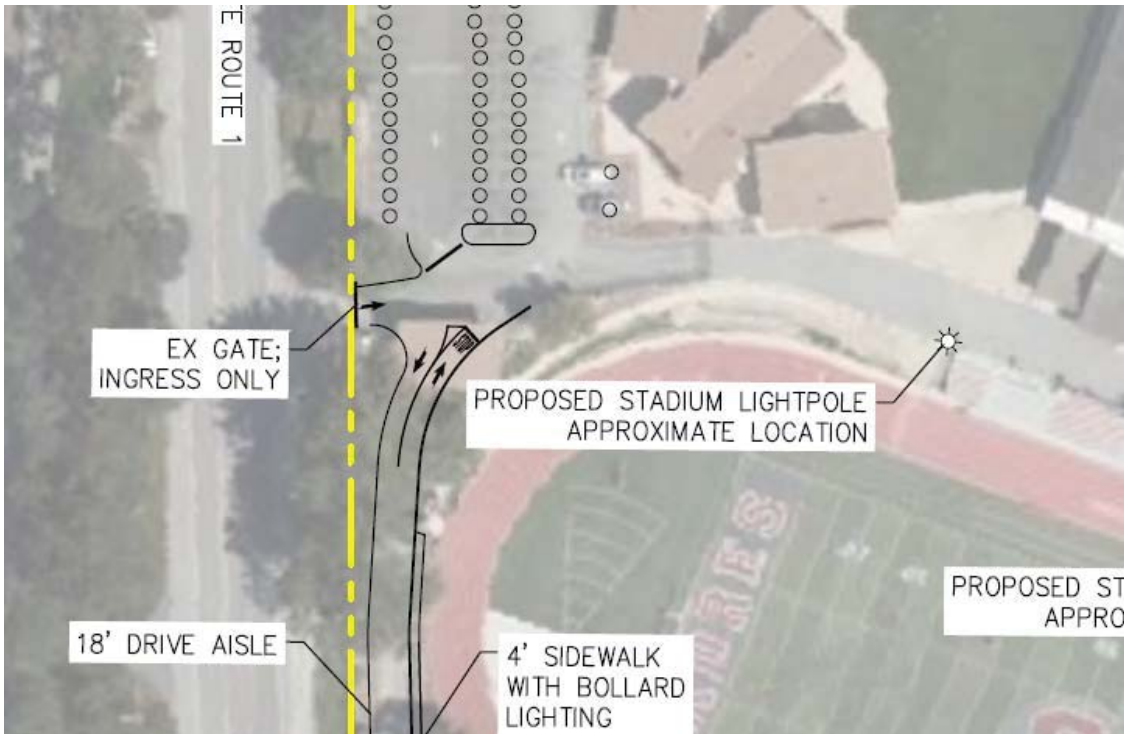 TE ROUTE 1
EX GATE;
INGRESS ONLY
PROPOSED STADIUM LIGHTPOLE
APPROXIMATE LOCATION
PROPOSED ST
APPRO
18' DRIVE AISLE
4' SIDEWALK
WITH BOLLARD
LIGHTING